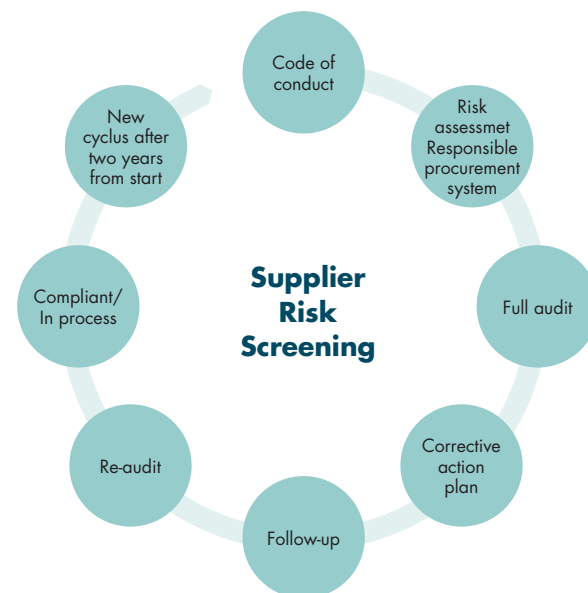 Code of
conduct
Risk
assessmet
Responsible
procurement
system
Full audit
Corrective
action
plan
Follow-up
Re-audit
Compliant/
In process
New
cyclus after
two years
from start
Supplier
Risk
Screening